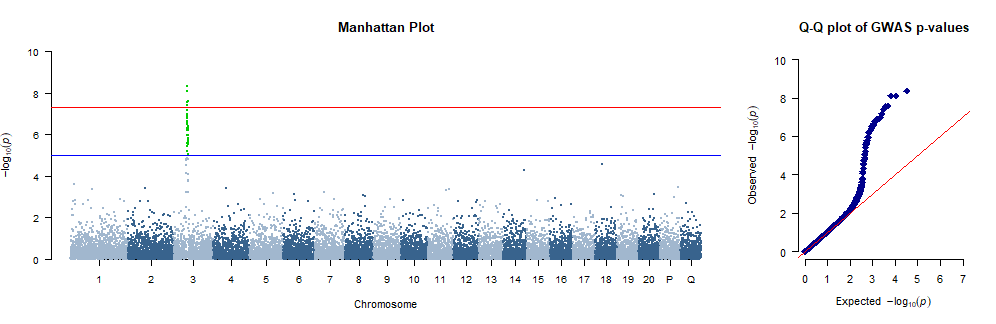 Manhattan Plot
−log10(p)
10
8
6
4
2
0
1 2 3 4 5 6 7 8 9 10 11 12 13 14 15 16 17 18 19 20 P Q
Chromosome
Q-Q plot of GWAS p-values
Observed −log10(p)
10
8
6
4
2
0
0 1 2 3 4 5 6 7
Expected −log10(p)